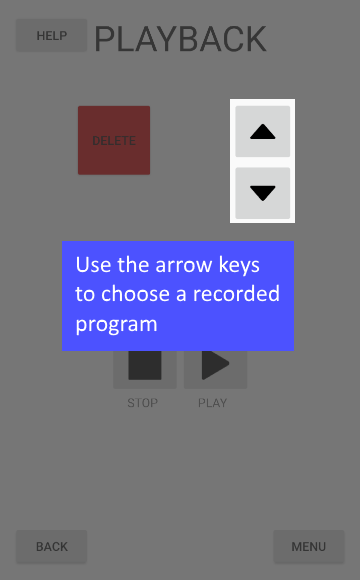 HELP
PLAYBACK
DELETE
Use the arrow keys
to choose a recorded
program
STOP
PLAY
BACK
MENU